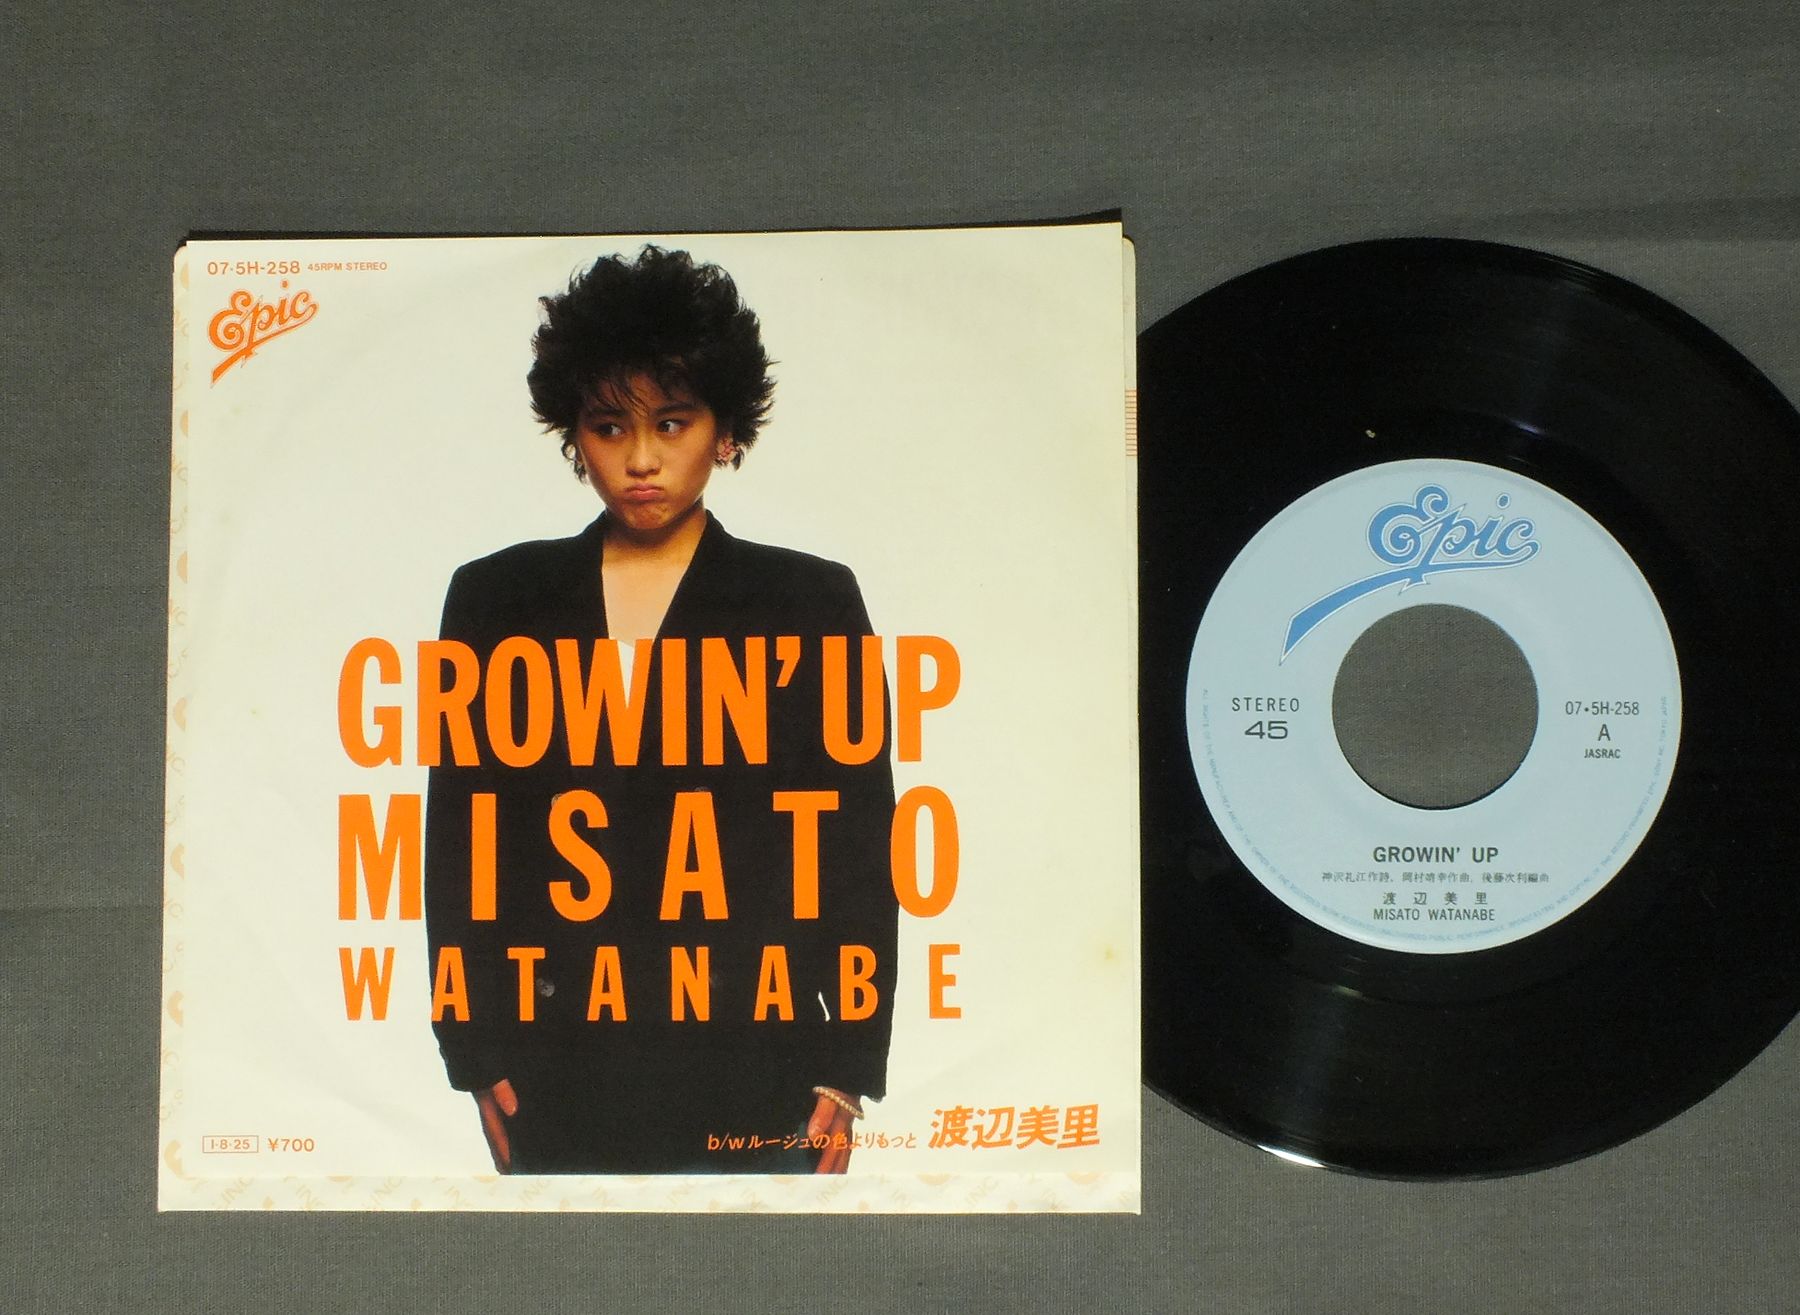 07·5H-258 45RPM STEREO
Epic
GROWIN' UP
MISATO
WATANABE
I-8-25 ¥700
b/w ルージュの色よりもっと 渡辺美里
Epic
STEREO
45
07•5H-258
A
JASRAC
GROWIN' UP
神沢礼江作詩、岡村靖幸作曲、後藤次利編曲
渡辺美里
MISATO WATANABE